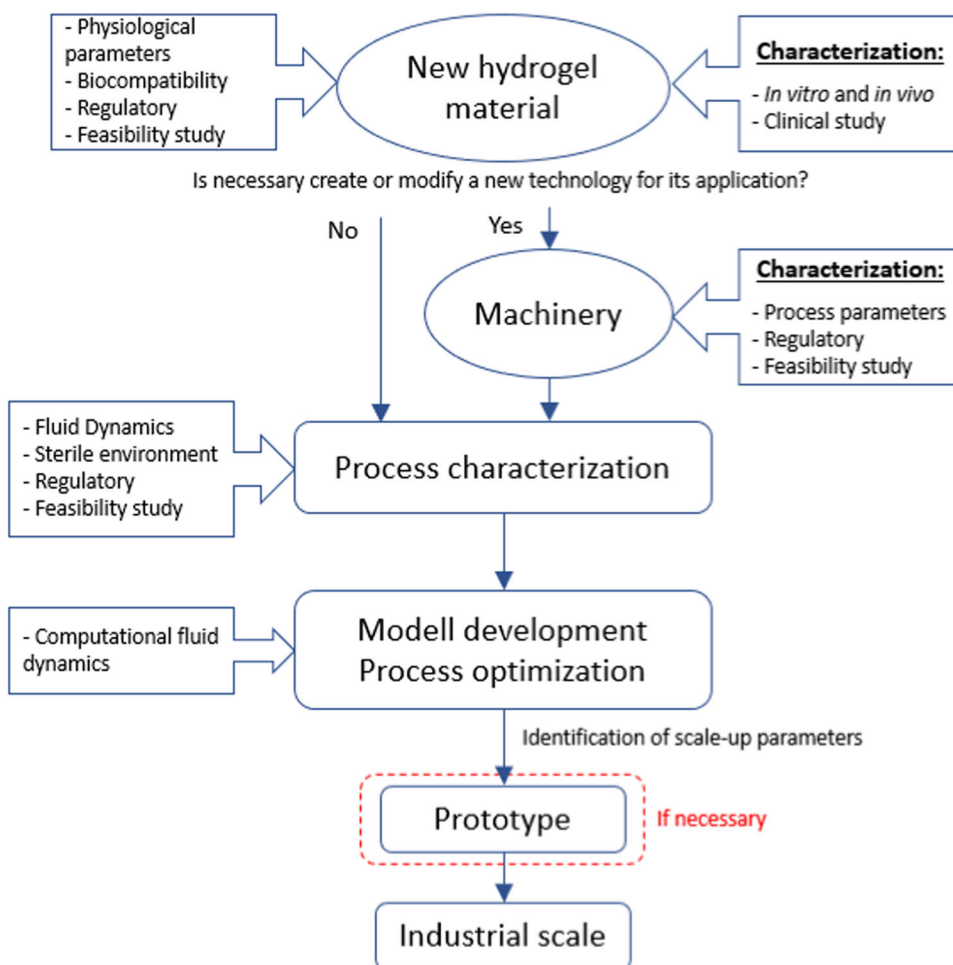 - Physiological
parameters
- Biocompatibility
- Regulatory
- Feasibility study
New hydrogel
material
Characterization:
- In vitro and in vivo
- Clinical study
Is necessary create or modify a new technology for its application?
No
Yes
Machinery
Characterization:
- Process parameters
- Regulatory
- Feasibility study
- Fluid Dynamics
- Sterile environment
- Regulatory
- Feasibility study
Process characterization
- Computational fluid
dynamics
Modell development
Process optimization
Identification of scale-up parameters
Prototype
If necessary
Industrial scale